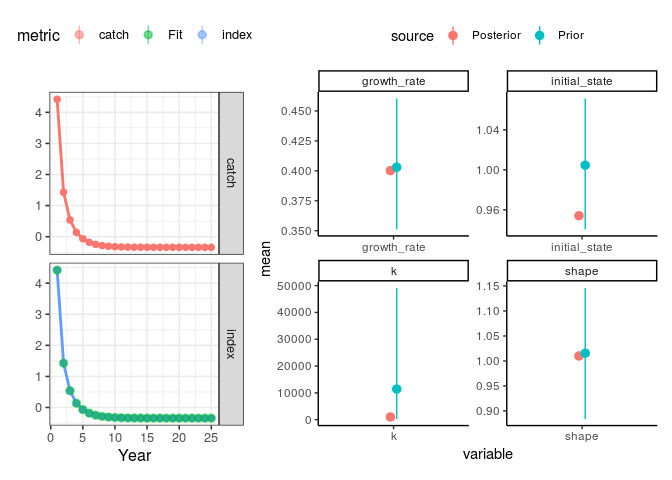 metric catch Fit index
source Posterior Prior
4
3
2
1
0
catch
4
3
2
1
0
index
0 5 10 15 20 25
Year
mean
growth_rate
0.450
0.425
0.400
0.375
0.350
growth_rate
initial_state
1.04
1.00
0.96
initial_state
k
50000
40000
30000
20000
10000
0
k
shape
1.15
1.10
1.05
1.00
0.95
0.90
shape
variable